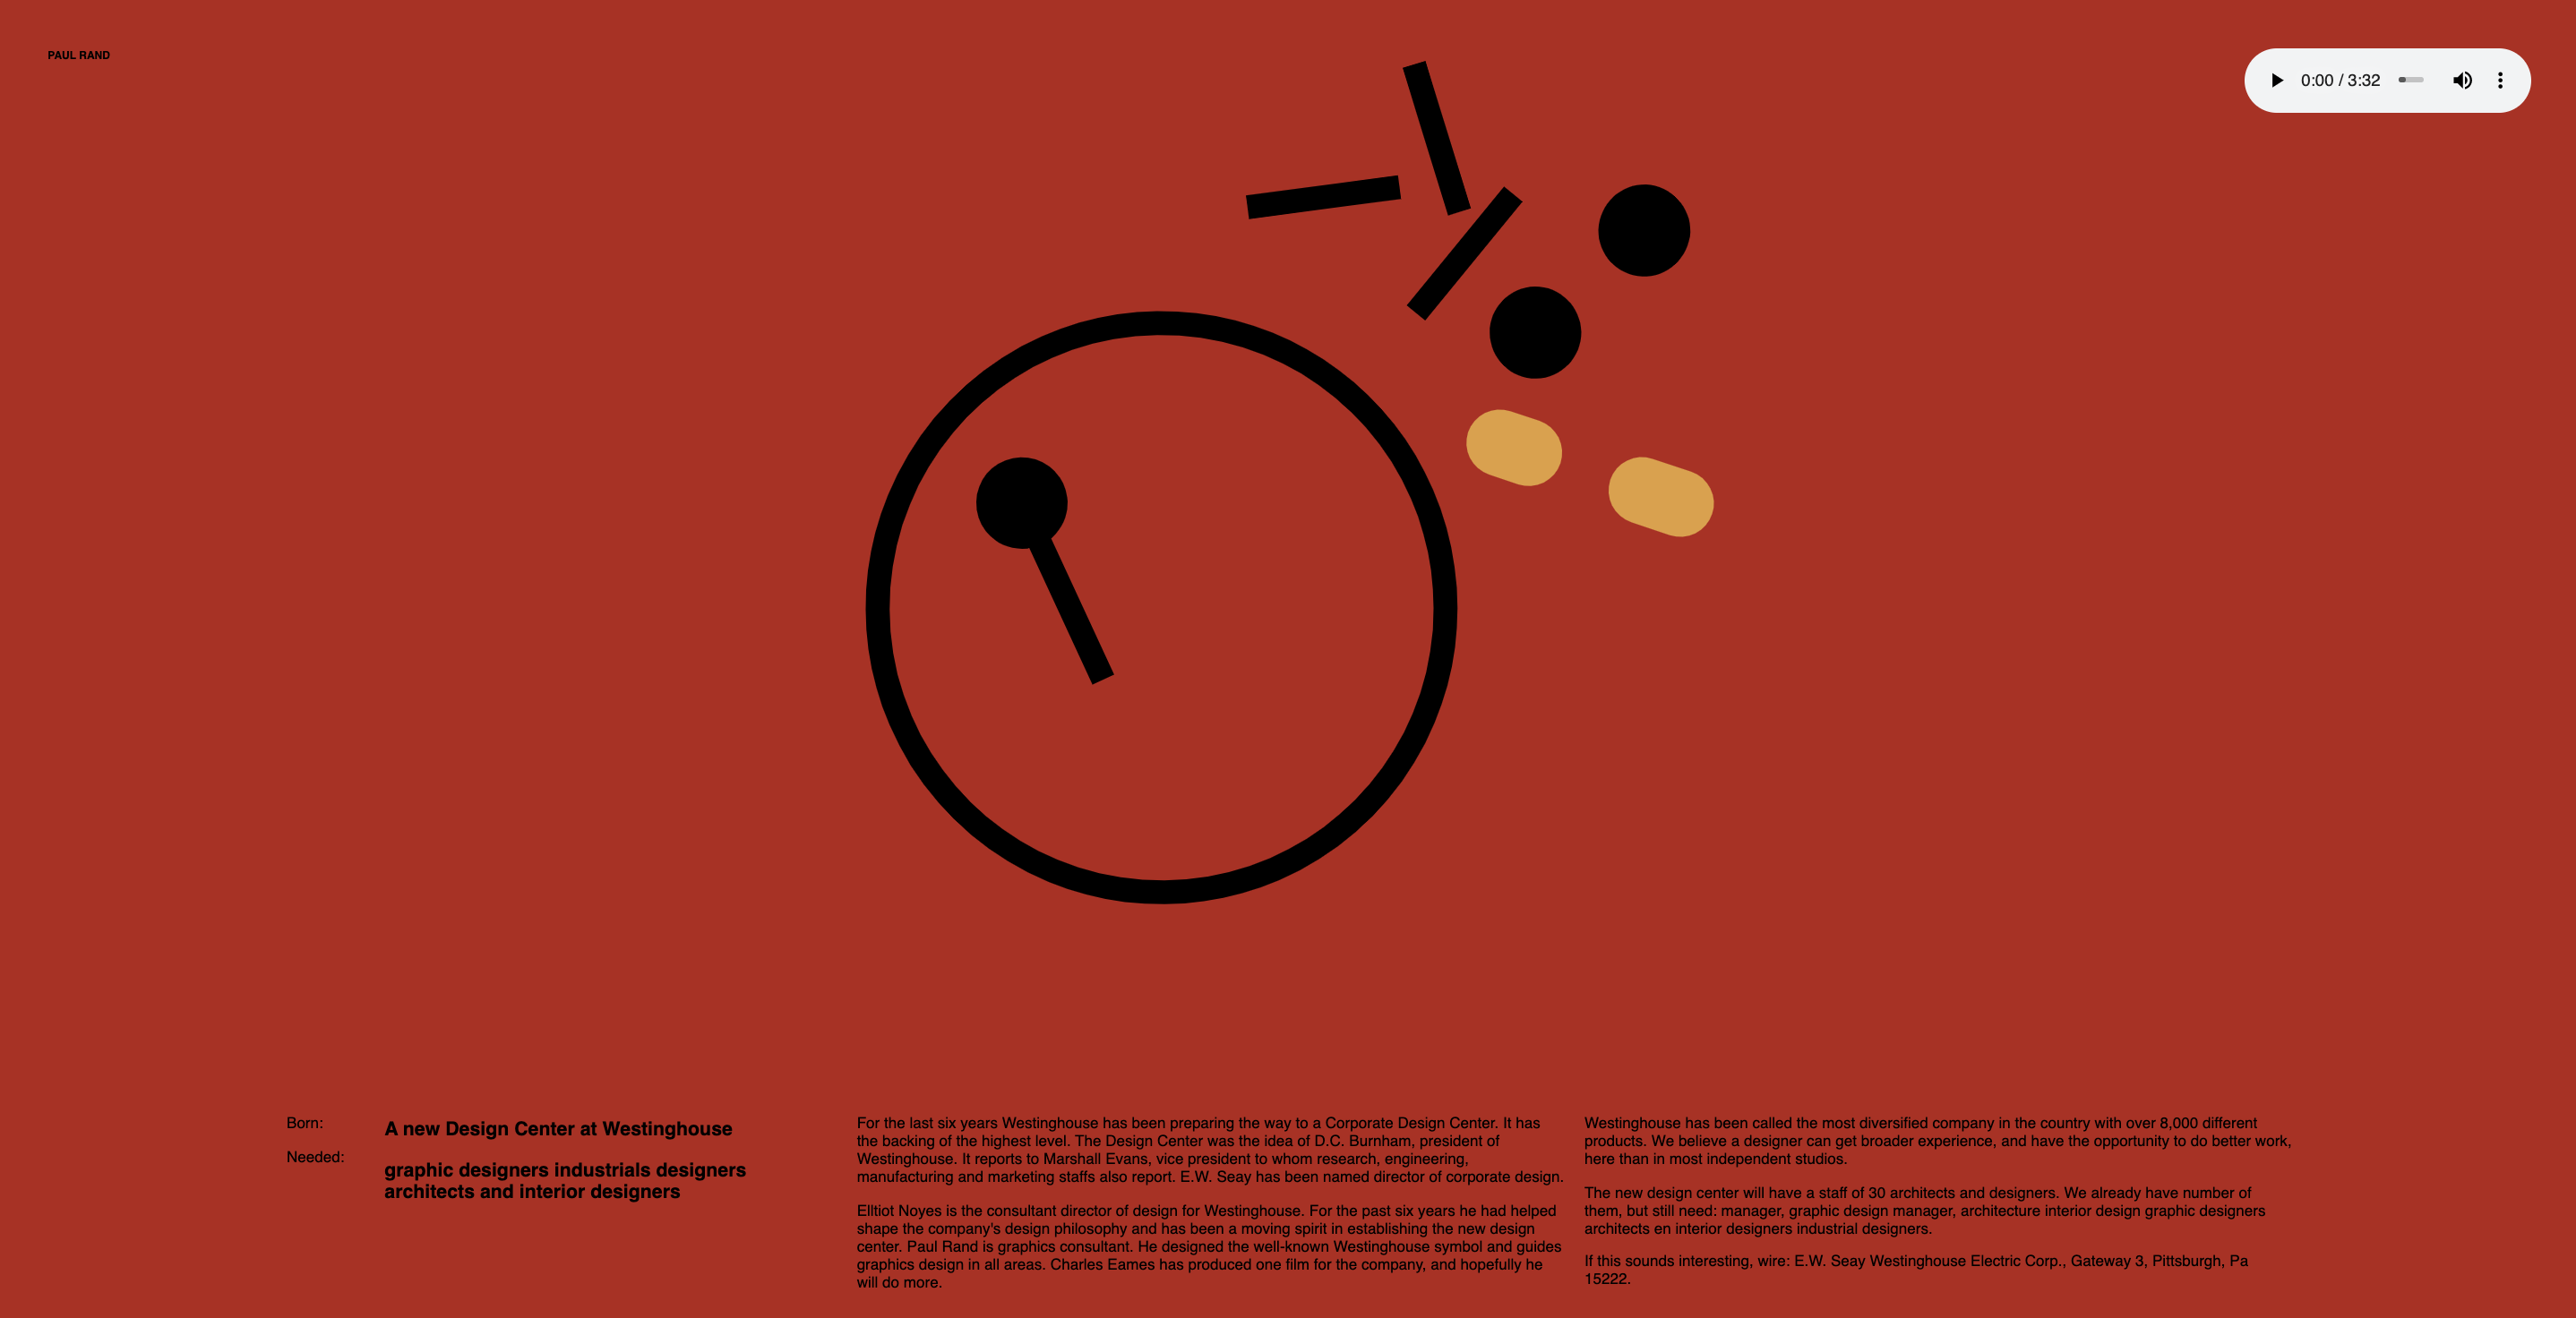 PAUL RAND
0:00 / 3:32
Born:
A new Design Center at Westinghouse
Needed:
graphic designers industrials designers
architects and interior designers
For the last six years Westinghouse has been preparing the way to a Corporate Design Center. It has
the backing of the highest level. The Design Center was the idea of D.C. Burnham, president of
Westinghouse. It reports to Marshall Evans, vice president to whom research, engineering,
manufacturing and marketing staffs also report. E.W. Seay has been named director of corporate design.
Elltiot Noyes is the consultant director of design for Westinghouse. For the past six years he had helped
shape the company's design philosophy and has been a moving spirit in establishing the new design
center. Paul Rand is graphics consultant. He designed the well-known Westinghouse symbol and guides
graphics design in all areas. Charles Eames has produced one film for the company, and hopefully he
will do more.
Westinghouse has been called the most diversified company in the country with over 8,000 different
products. We believe a designer can get broader experience, and have the opportunity to do better work,
here than in most independent studios.
The new design center will have a staff of 30 architects and designers. We already have number of
them, but still need: manager, graphic design manager, architecture interior design graphic designers
architects en interior designers industrial designers.
If this sounds interesting, wire: E.W. Seay Westinghouse Electric Corp., Gateway 3, Pittsburgh, Pa
15222.